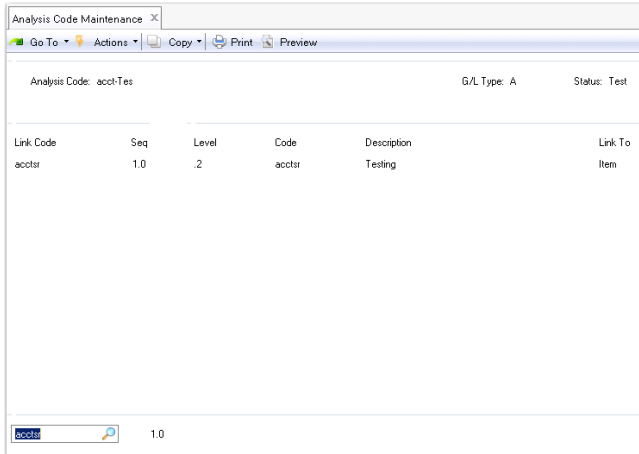 Analysis Code Maintenance X
Go To Actions Copy Print Preview
Analysis Code: acct-Tes G/L Type: A Status: Test
Link Code Seq Level Code Description Link To
acctsr 1.0 .2 acctsr Testing Item
acctsr 1.0